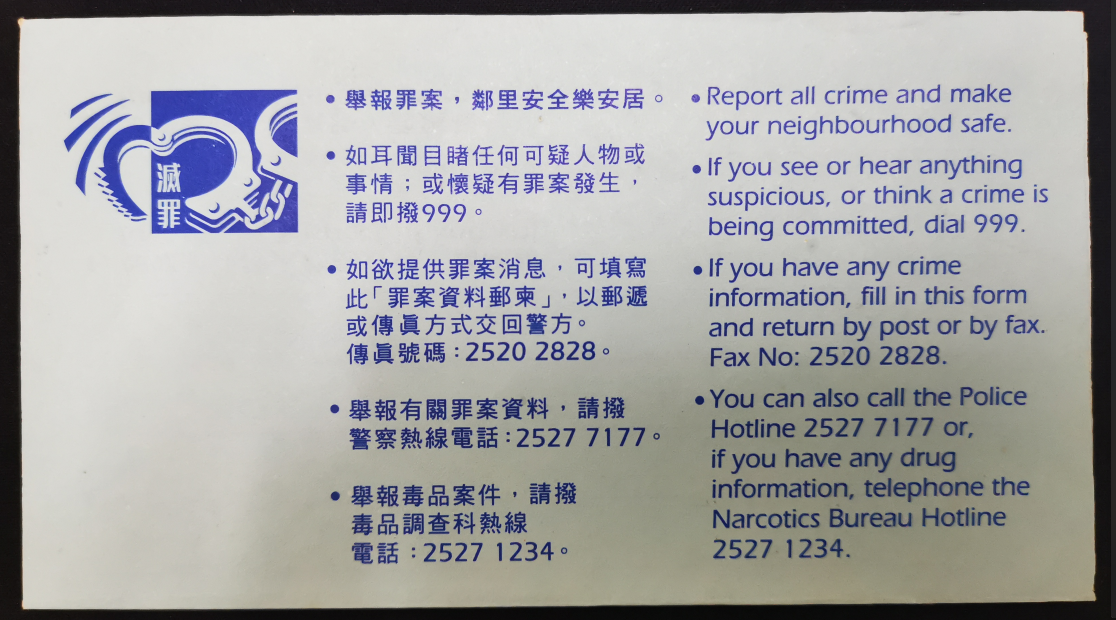 滅
罪
• 舉報罪案，鄰里安全樂安居。
• 如耳聞目睹任何可疑人物或
事情；或懷疑有罪案發生，
請即撥999。
• 如欲提供罪案消息，可填寫
此「罪案資料郵柬」，以郵遞
或傳眞方式交回警方。
傳眞號碼：2520 2828。
• 舉報有關罪案資料，請撥
警察熱線電話：2527 7177。
• 舉報毒品案件，請撥
毒品調查科熱線
電話：2527 1234。
• Report all crime and make
your neighbourhood safe.
• If you see or hear anything
suspicious, or think a crime is
being committed, dial 999.
• If you have any crime
information, fill in this form
and return by post or by fax.
Fax No: 2520 2828.
• You can also call the Police
Hotline 2527 7177 or,
if you have any drug
information, telephone the
Narcotics Bureau Hotline
2527 1234.